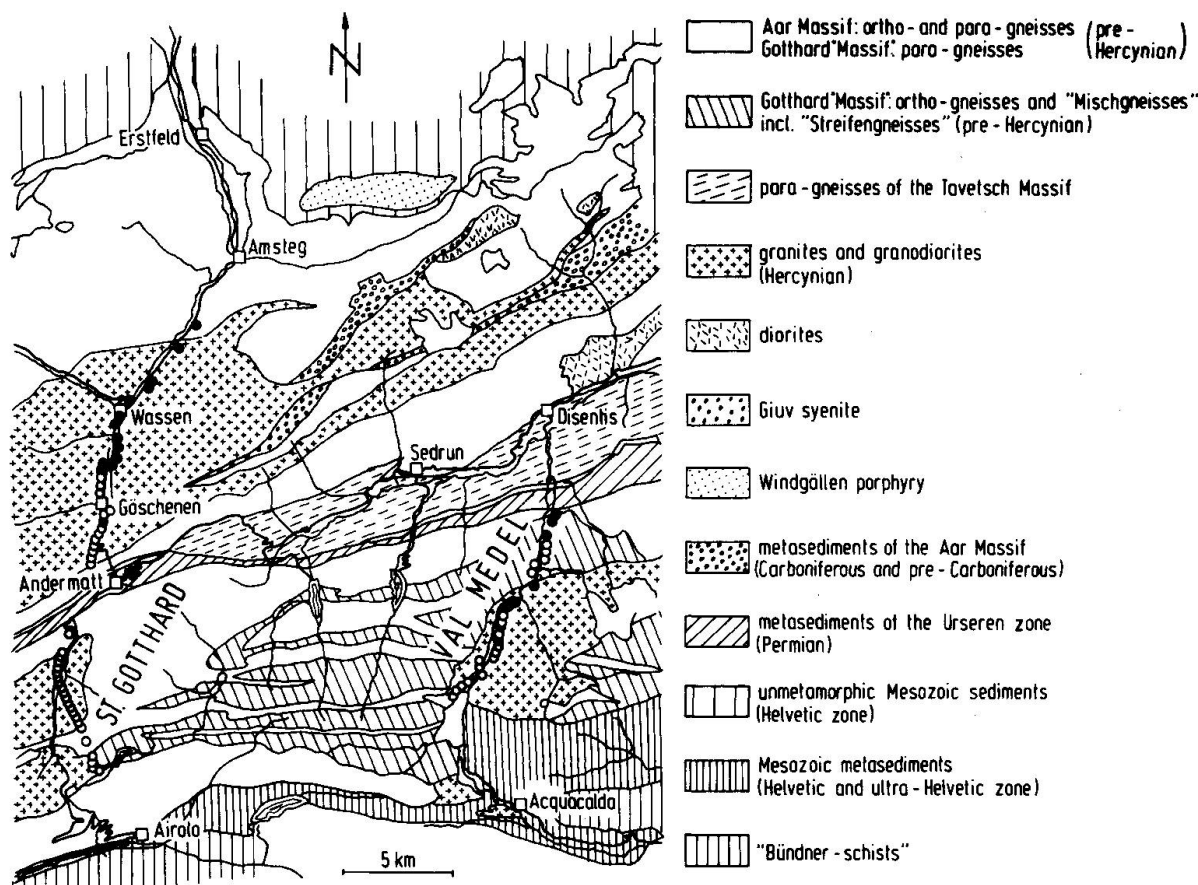 N
Erstfeld
Amsteg
Wassen
Göschenen
Andermatt
Sedrun
Disentis
ST. GOTTHARD
VAL MEDEL
Airolo
Acquacalda
5 km
Aar Massif: ortho- and para-gneisses (pre-
Gotthard "Massif": para-gneisses Hercynian)
Gotthard "Massif": ortho-gneisses and "Mischgneisses"
incl. "Streifengneisses" (pre-Hercynian)
para-gneisses of the Tavetsch Massif
granites and granodiorites
(Hercynian)
diorites
Giuv syenite
Windgällen porphyry
metasediments of the Aar Massif
(Carboniferous and pre-Carboniferous)
metasediments of the Urseren zone
(Permian)
unmetamorphic Mesozoic sediments
(Helvetic zone)
Mesozoic metasediments
(Helvetic and ultra-Helvetic zone)
"Bündner-schists"